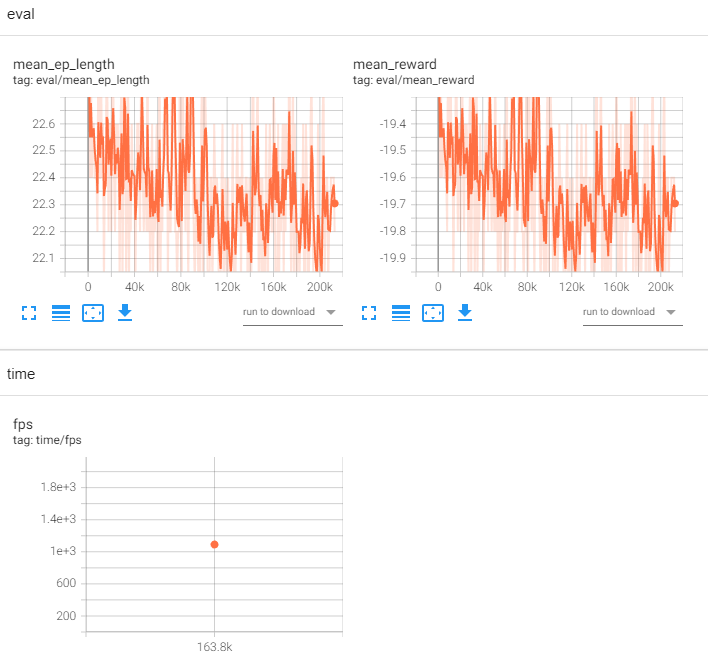 eval
mean_ep_length
tag: eval/mean_ep_length
22.6
22.5
22.4
22.3
22.2
22.1
0 40k 80k 120k 160k 200k
run to download
mean_reward
tag: eval/mean_reward
-19.4
-19.5
-19.6
-19.7
-19.8
-19.9
0 40k 80k 120k 160k 200k
run to download
time
fps
tag: time/fps
1.8e+3
1.4e+3
1e+3
600
200
163.8k